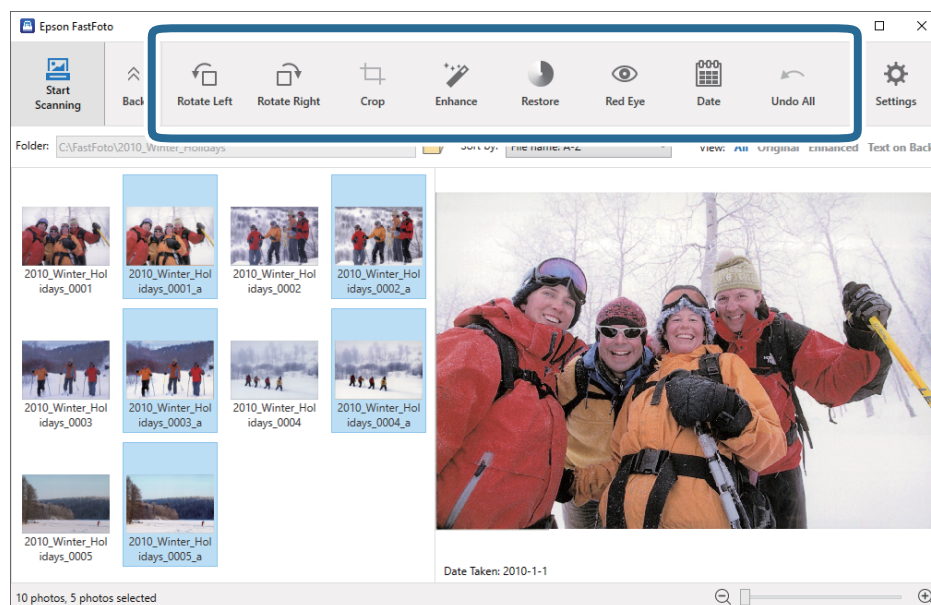 Epson FastFoto
Start
Scanning
Back
Rotate Left
Rotate Right
Crop
Enhance
Restore
Red Eye
Date
Undo All
Settings
Folder:
C:\FastFoto\2010_Winter_Holidays
Sort by:
File name: A-Z
View:
All
Original
Enhanced
Text on Back
2010_Winter_Hol
idays_0001
2010_Winter_Hol
idays_0001_a
2010_Winter_Hol
idays_0002
2010_Winter_Hol
idays_0002_a
2010_Winter_Hol
idays_0003
2010_Winter_Hol
idays_0003_a
2010_Winter_Hol
idays_0004
2010_Winter_Hol
idays_0004_a
2010_Winter_Hol
idays_0005
2010_Winter_Hol
idays_0005_a
Date Taken: 2010-1-1
10 photos, 5 photos selected